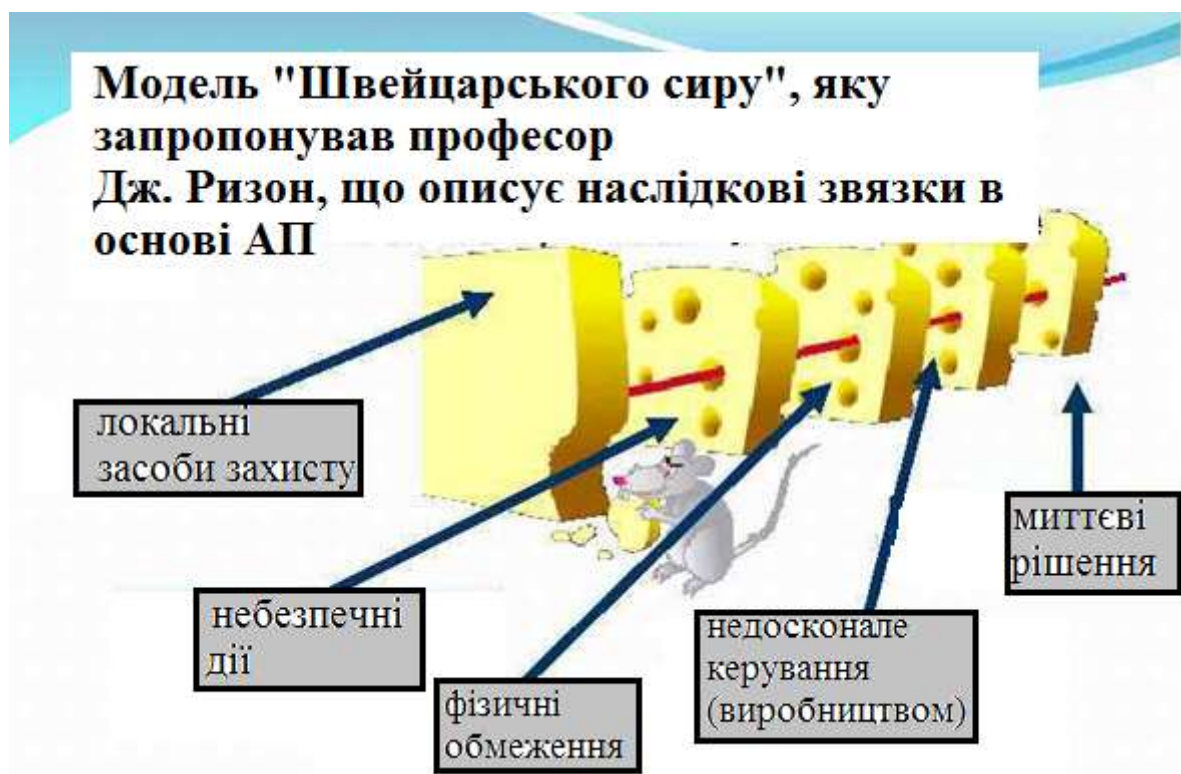 Модель "Швейцарського сиру", яку
запропонував професор
Дж. Ризон, що описує наслідкові звязки в
основі АП
локальні
засоби захисту
небезпечні
дії
фізичні
обмеження
недосконале
керування
(виробництвом)
миттєві
рішення